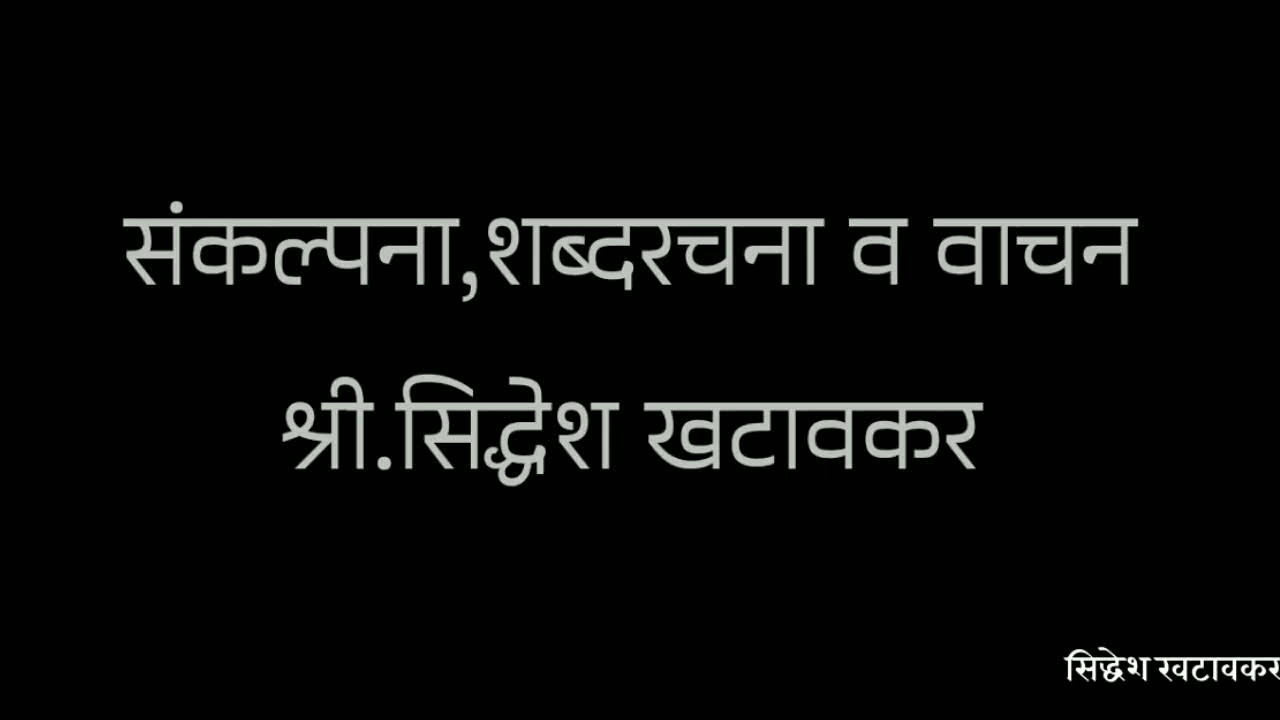 संकल्पना,शब्दरचना व वाचन
श्री.सिद्धेश खटावकर
सिद्धेश खटावकर